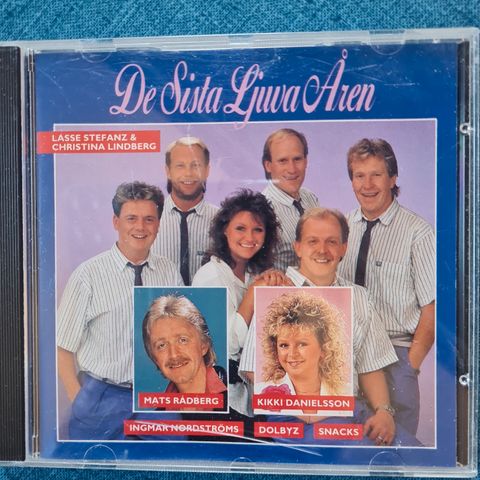 De Sista Ljuva Åren
LASSE STEFANZ &
CHRISTINA LINDBERG
MATS RÅDBERG
KIKKI DANIELSSON
INGMAR NORDSTRÖMS DOLBYZ SNACKS